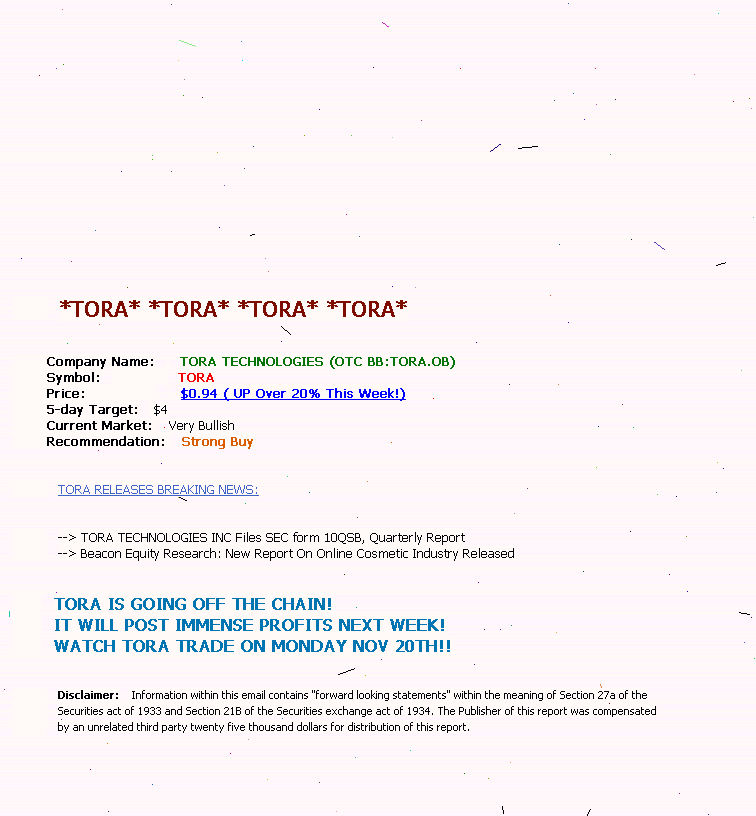 *TORA* *TORA* *TORA* *TORA*
Company Name: TORA TECHNOLOGIES (OTC BB:TORA.OB)
Symbol: TORA
Price: $0.94 ( UP Over 20% This Week!)
5-day Target: $4
Current Market: Very Bullish
Recommendation: Strong Buy
TORA RELEASES BREAKING NEWS:
--> TORA TECHNOLOGIES INC Files SEC form 10QSB, Quarterly Report
--> Beacon Equity Research: New Report On Online Cosmetic Industry Released
TORA IS GOING OFF THE CHAIN!
IT WILL POST IMMENSE PROFITS NEXT WEEK!
WATCH TORA TRADE ON MONDAY NOV 20TH!!
Disclaimer: Information within this email contains "forward looking statements" within the meaning of Section 27a of the
Securities act of 1933 and Section 21B of the Securities exchange act of 1934. The Publisher of this report was compensated
by an unrelated third party twenty five thousand dollars for distribution of this report.